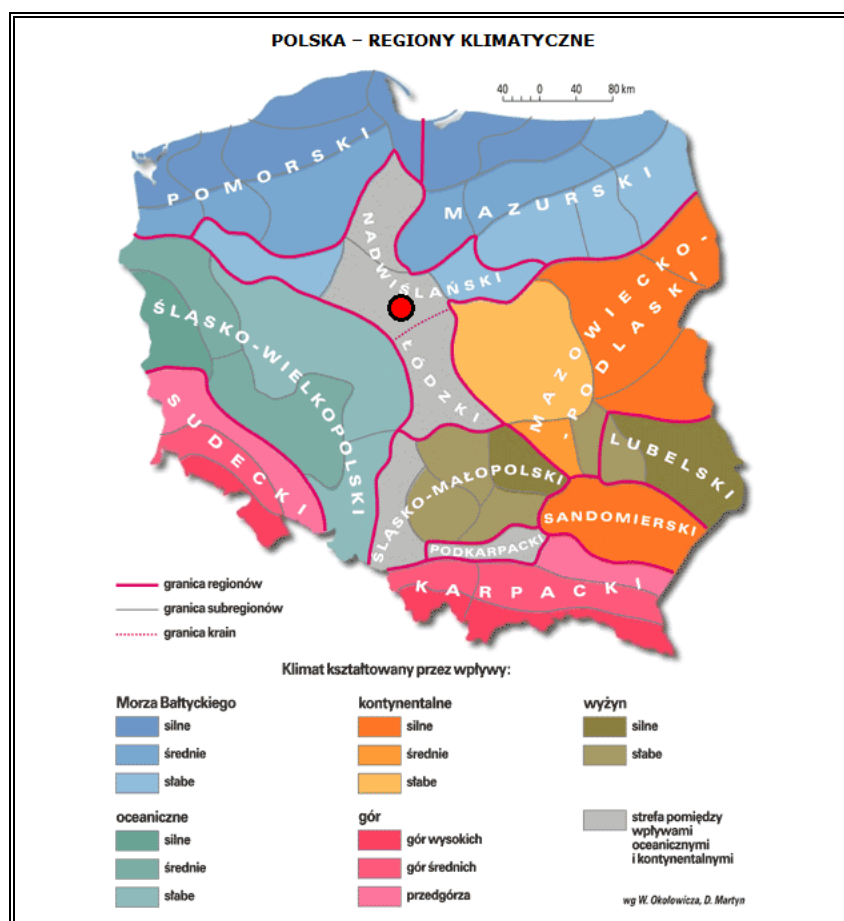 POLSKA – REGIONY KLIMATYCZNE
40 0 40 80 km
POMORSKI
MAZURSKI
NADWIŚLAŃSKI
MAZOWIECKO-
-PODLASKI
ŚLĄSKO-WIELKOPOLSKI
ŁÓDZKI
SUDECKI
LUBELSKI
ŚLĄSKO-MAŁOPOLSKI
SANDOMIERSKI
PODKARPACKI
KARPACKI
granica regionów
granica subregionów
granica krain
Klimat kształtowany przez wpływy:
Morza Bałtyckiego
silne
średnie
słabe
kontynentalne
silne
średnie
słabe
wyżyn
silne
słabe
oceaniczne
silne
średnie
słabe
gór
gór wysokich
gór średnich
przedgórza
strefa pomiędzy
wpływami
oceanicznymi
i kontynentalnymi
wg W. Okołowicza, D. Martyn